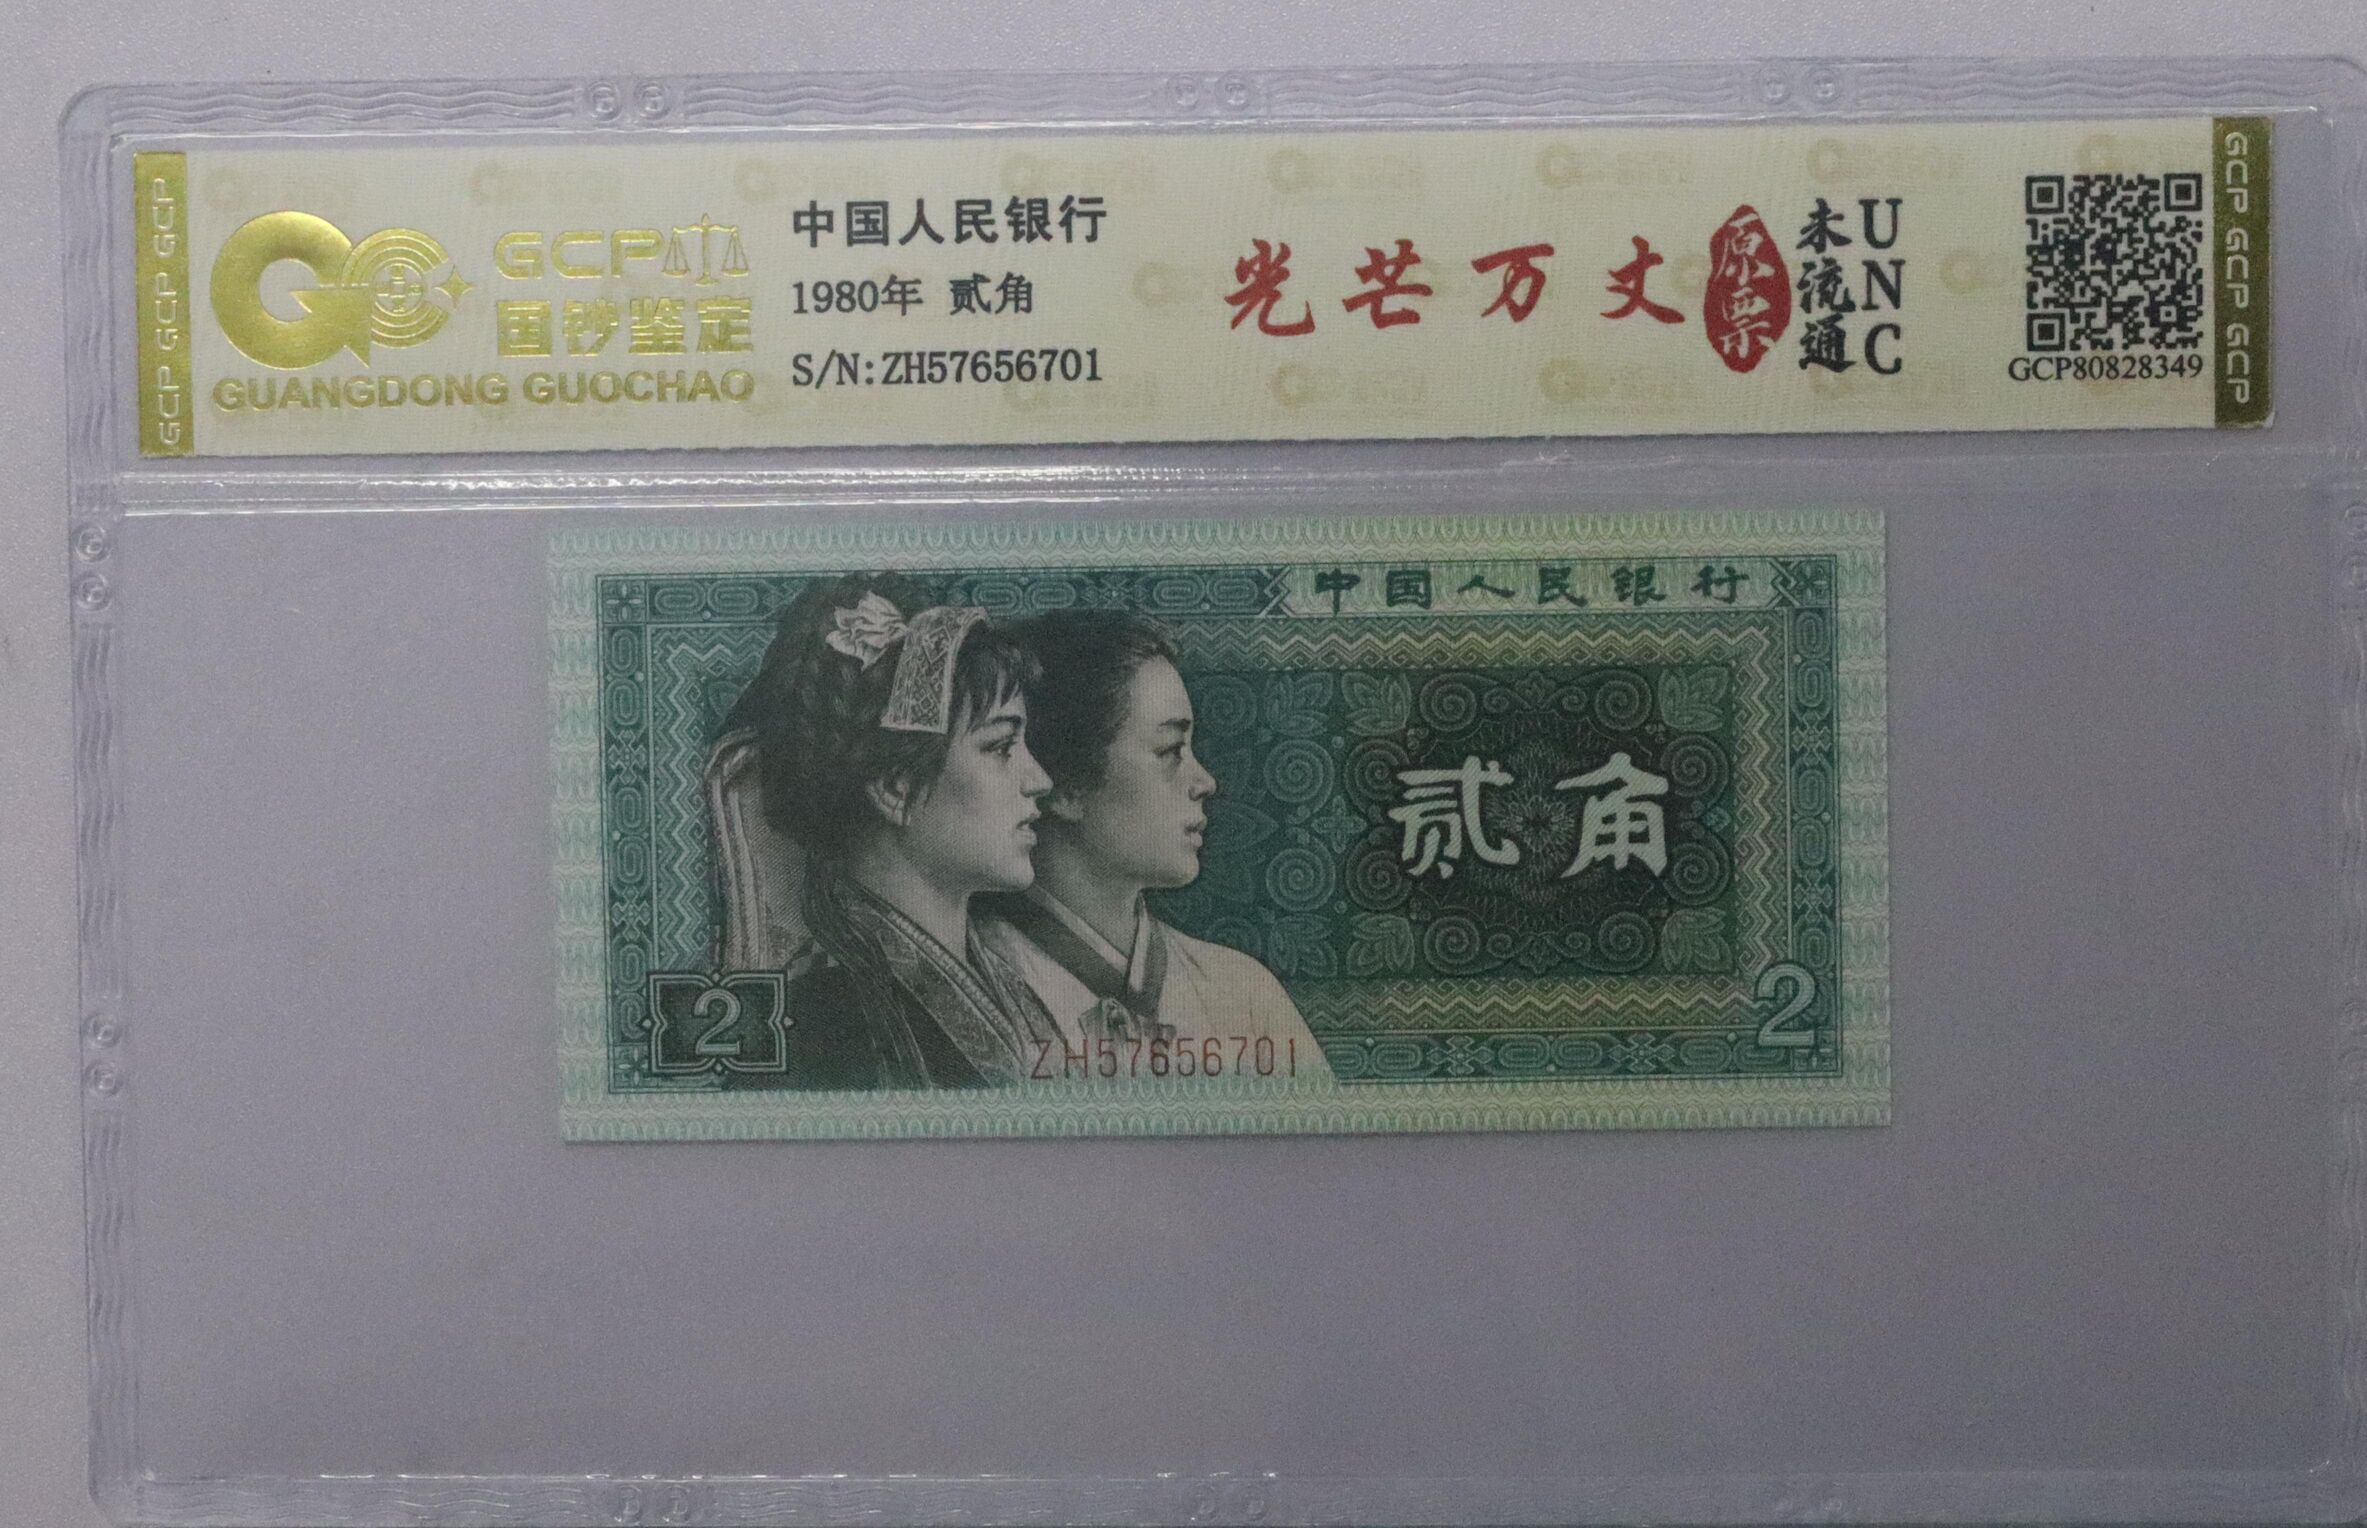 GCP GCP GCP
GCP
国钞鉴定
GUANGDONG GUOCHAO
中国人民银行
1980年 贰角
S/N:ZH57656701
光芒万丈
原票
未流通
UNC
GCP80828349
GCP GCP GCP
中国人民银行
贰角
2
2
ZH57656701